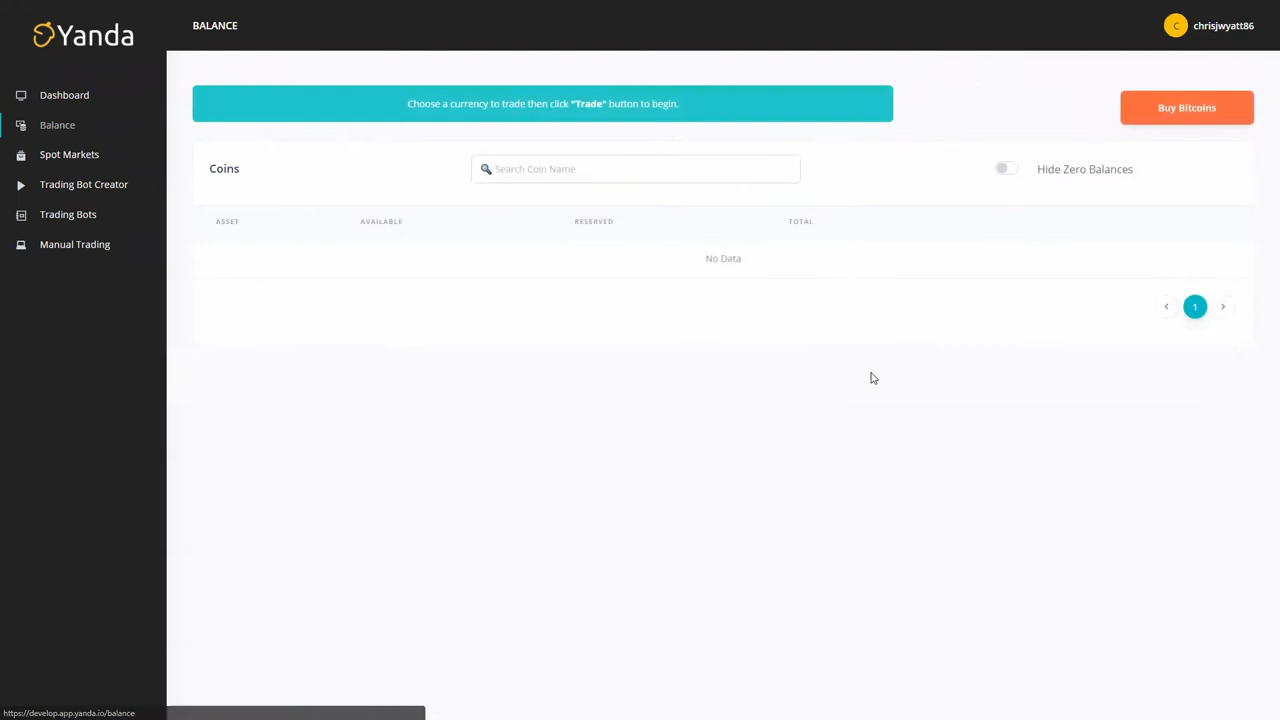 Yanda
BALANCE
C
chrisjwyatt86
Dashboard
Balance
Spot Markets
Trading Bot Creator
Trading Bots
Manual Trading
Choose a currency to trade then click "Trade" button to begin.
Buy Bitcoins
Coins
Search Coin Name
Hide Zero Balances
ASSET
AVAILABLE
RESERVED
TOTAL
No Data
1
https://develop.app.yanda.io/balance